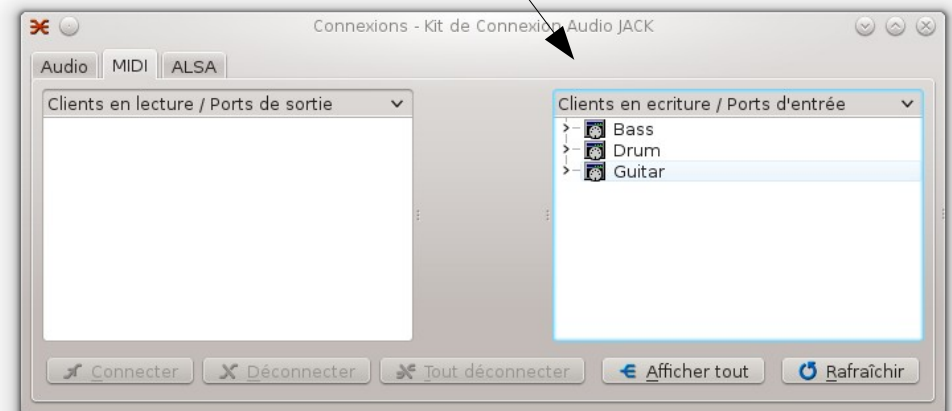 Connexions - Kit de Connexion Audio JACK
Audio MIDI ALSA
Clients en lecture / Ports de sortie
Clients en ecriture / Ports d'entrée
Bass
Drum
Guitar
Connecter Déconnecter Tout déconnecter Afficher tout Rafraîchir